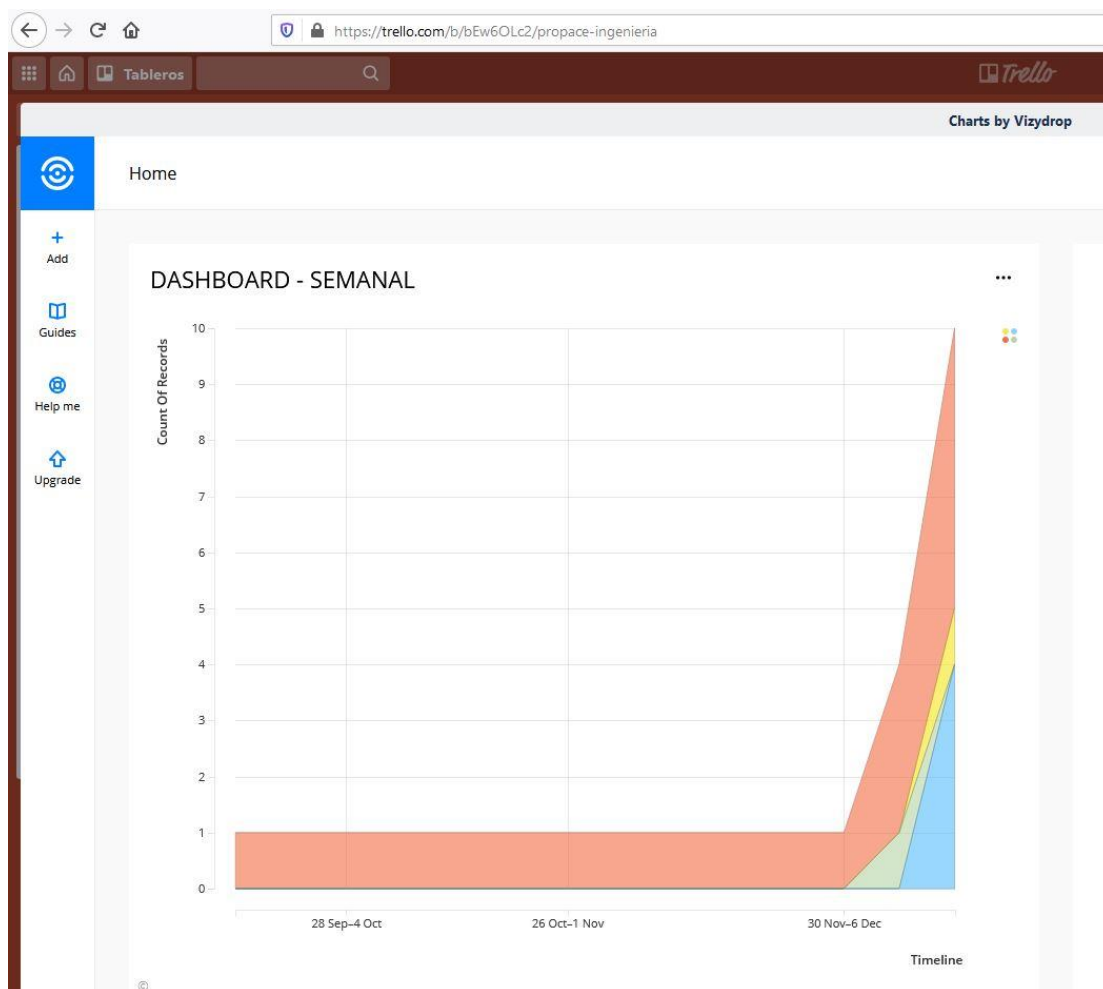 https://trello.com/b/bEw6OLc2/propace-ingenieria
Tableros
Trello
Charts by Vizydrop
Home
Add
Guides
Help me
Upgrade
DASHBOARD - SEMANAL
Count Of Records
10
9
8
7
6
5
4
3
2
1
0
28 Sep–4 Oct
26 Oct–1 Nov
30 Nov–6 Dec
Timeline
©